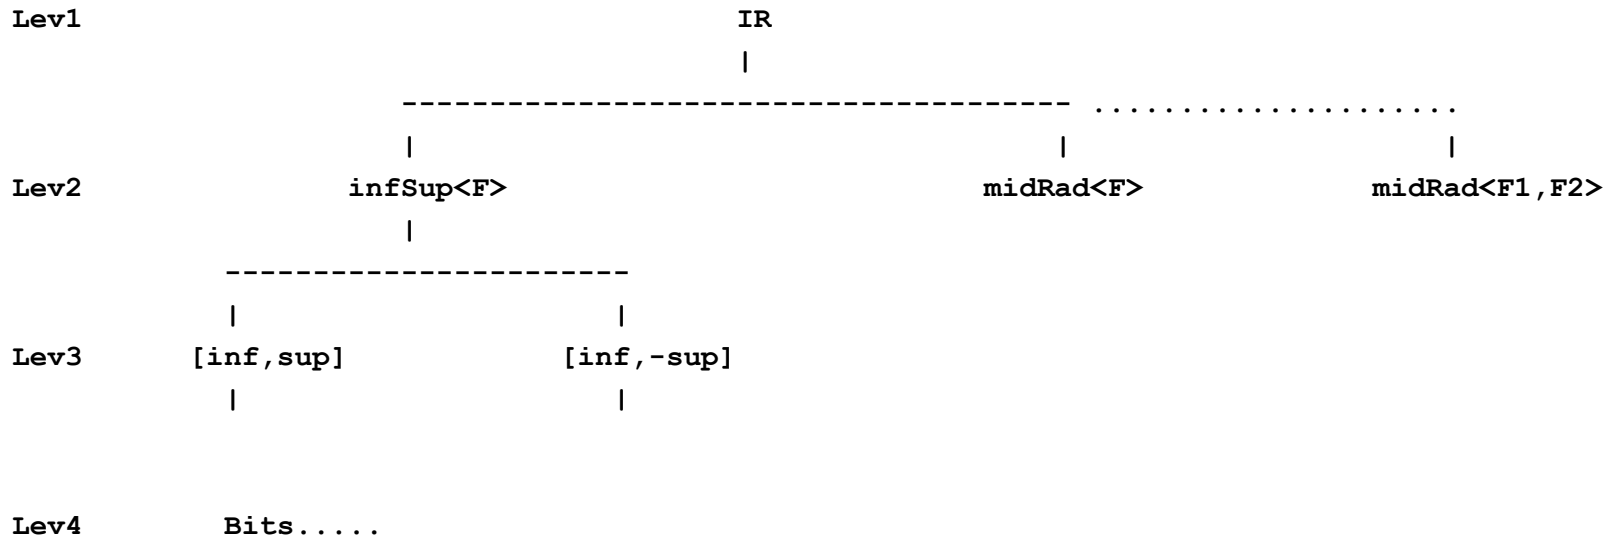 Lev1 IR
Lev2 infSup<F> midRad<F> midRad<F1,F2>
Lev3 [inf,sup] [inf,-sup]
Lev4 Bits.....